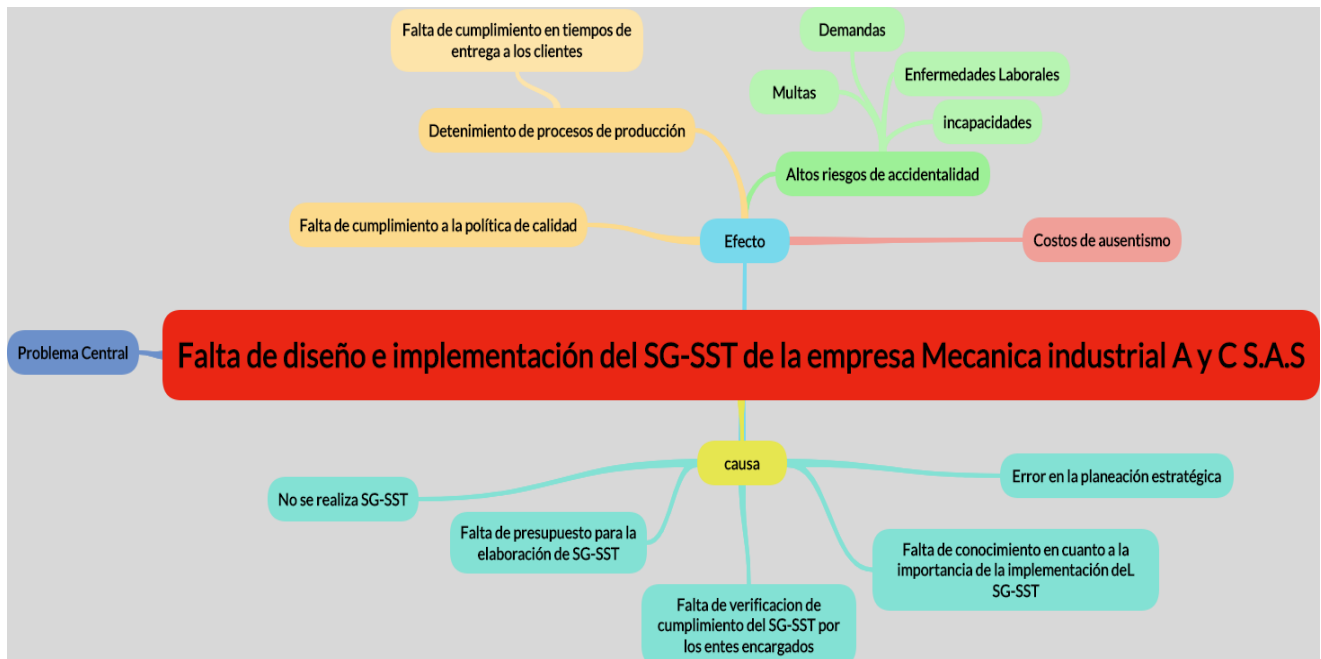 Falta de cumplimiento en tiempos de
entrega a los clientes
Demandas
Enfermedades Laborales
Multas
incapacidades
Detenimiento de procesos de producción
Altos riesgos de accidentalidad
Falta de cumplimiento a la política de calidad
Efecto
Costos de ausentismo
Problema Central
Falta de diseño e implementación del SG-SST de la empresa Mecanica industrial A y C S.A.S
causa
Error en la planeación estratégica
No se realiza SG-SST
Falta de presupuesto para la
elaboración de SG-SST
Falta de conocimiento en cuanto a la
importancia de la implementación deL
SG-SST
Falta de verificacion de
cumplimiento del SG-SST por
los entes encargados